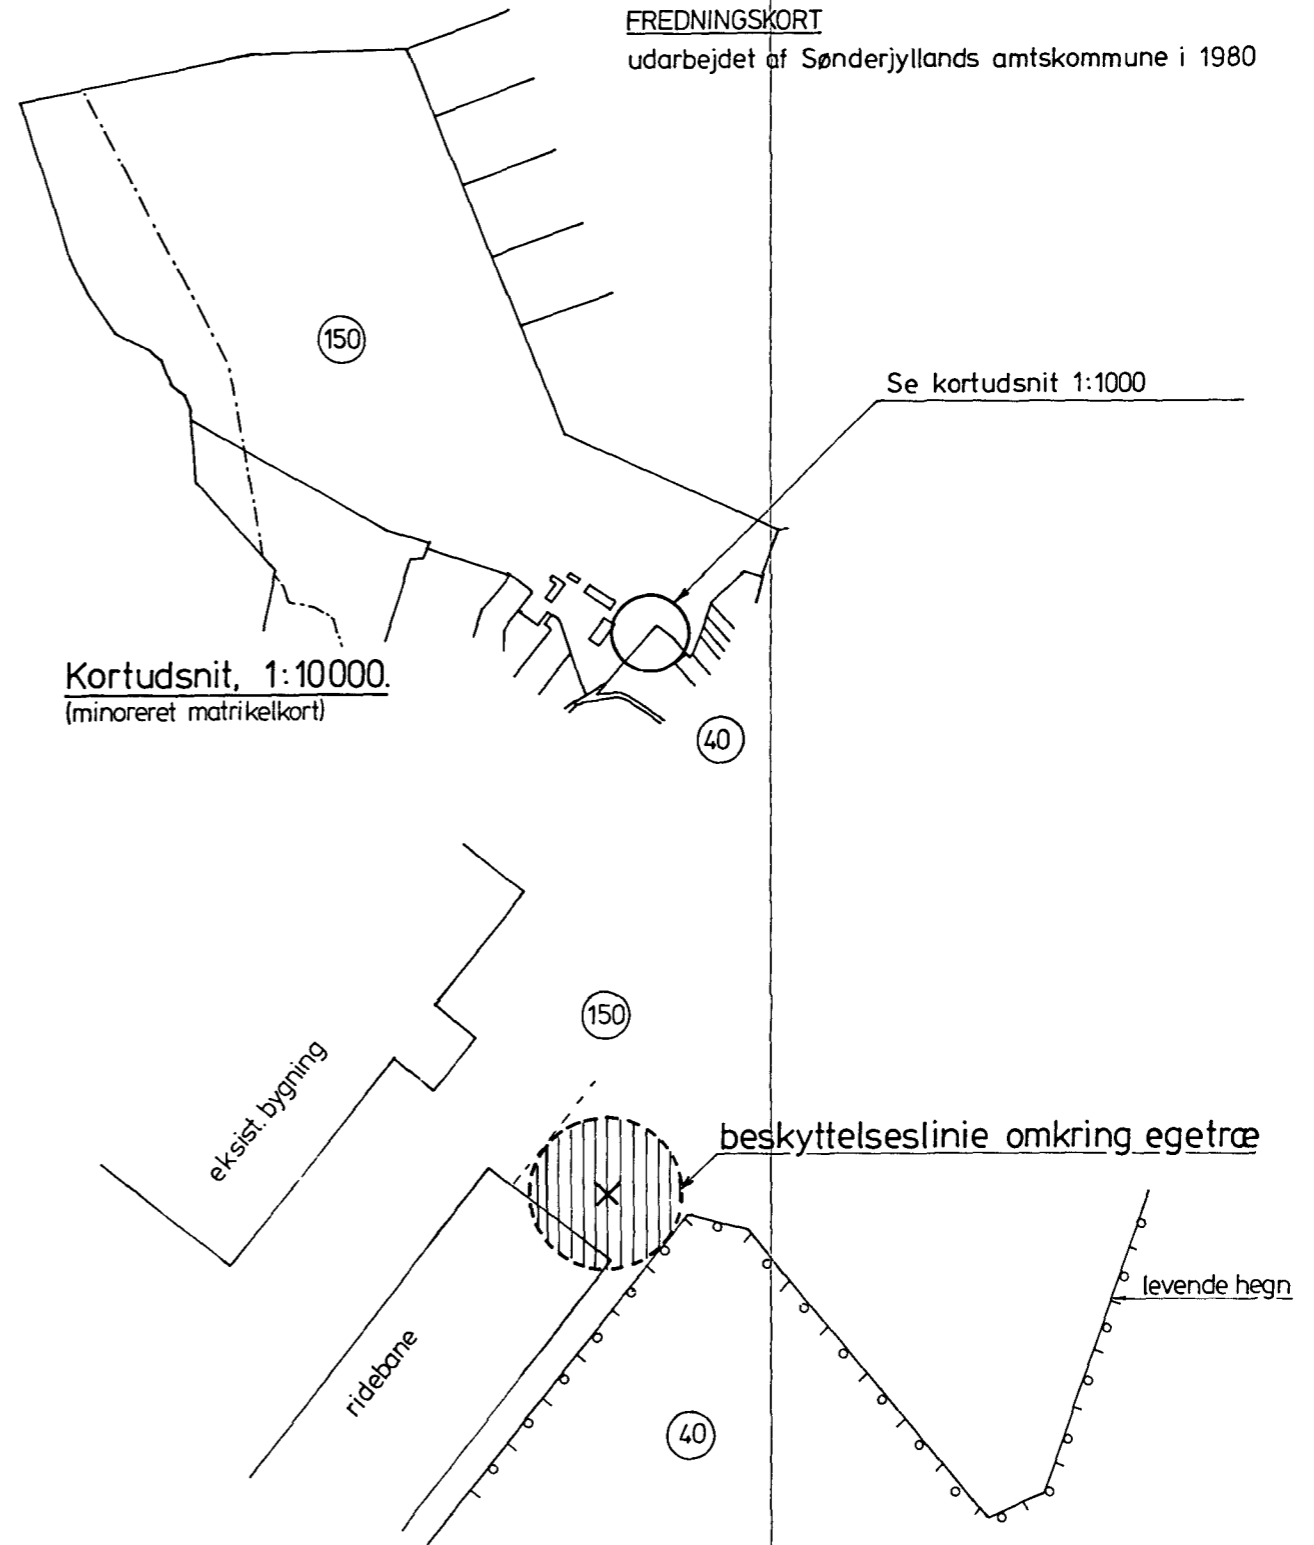 FREDNINGSKORT
udarbejdet af Sønderjyllands amtskommune i 1980
150
Se kortudsnit 1:1000
Kortudsnit, 1:10000.
(minoreret matrikelkort)
40
150
eksist. bygning
beskyttelseslinie omkring egetræ
levende hegn
ridebane
40